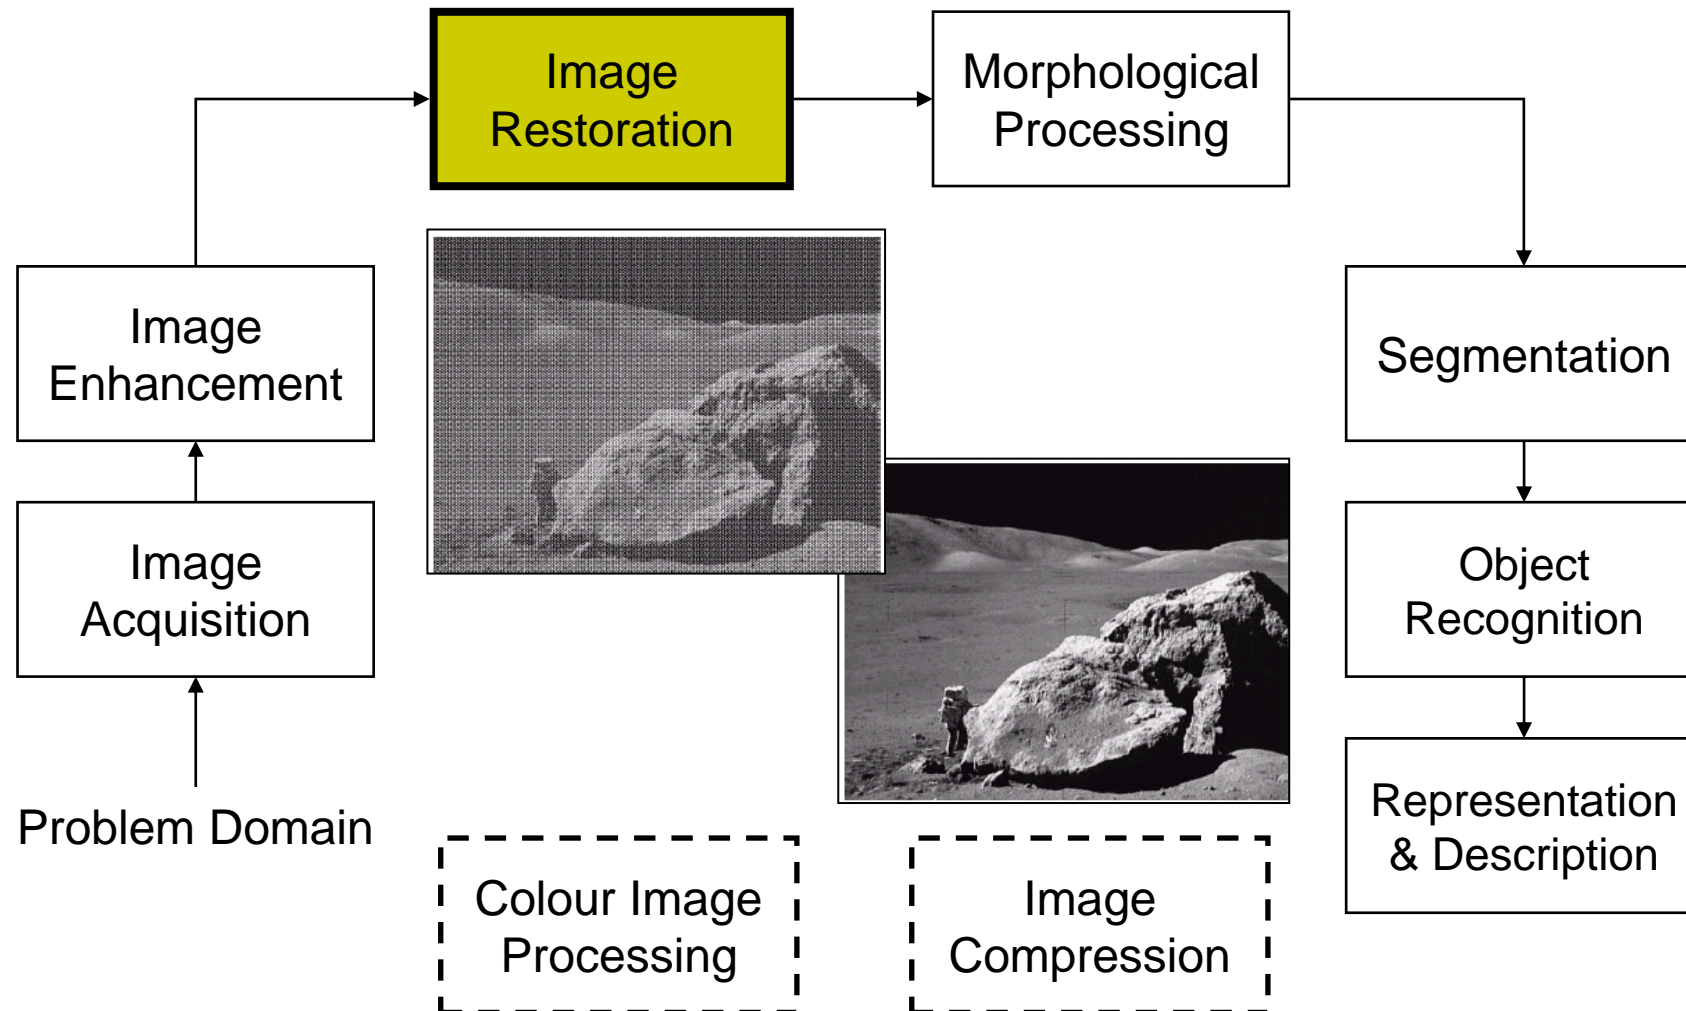 Image
Restoration
Morphological
Processing
Image
Enhancement
Segmentation
Image
Acquisition
Object
Recognition
Problem Domain
Representation
& Description
Colour Image
Processing
Image
Compression